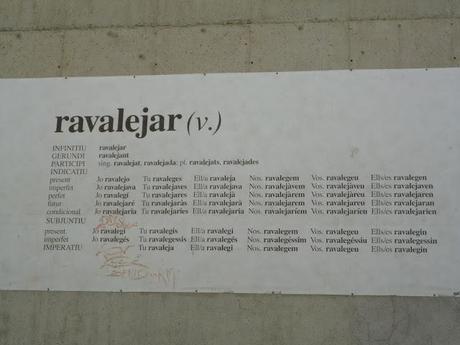 ravalejar (v.)
INFINITIU ravalejar
GERUNDI ravalejant
PARTICIPI sing. ravalejat, ravalejada; pl. ravalejats, ravalejades
INDICATIU
present Jo ravalejo Tu ravaleges Ell/a ravaleja Nos. ravalegem Vos. ravalegeu Ells/es ravalegen
imperfet Jo ravalejava Tu ravalejaves Ell/a ravalejava Nos. ravalejàvem Vos. ravalejàveu Ells/es ravalejaven
perfet Jo ravalegí Tu ravalejares Ell/a ravalejarà Nos. ravalejàrem Vos. ravalejàreu Ells/es ravalejaren
futur Jo ravalejaré Tu ravalejaràs Ell/a ravalejarà Nos. ravalejarem Vos. ravalejareu Ells/es ravalejaran
condicional Jo ravalejaria Tu ravalejaries Ell/a ravalejaria Nos. ravalejaríem Vos. ravalejaríeu Ells/es ravalejarien
SUBJUNTIU
present Jo ravalegi Tu ravalegis Ell/a ravalegi Nos. ravalegem Vos. ravalegeu Ells/es ravalegin
imperfet Jo ravalegés Tu ravalegessis Ell/a ravalegés Nos. ravalegéssim Vos. ravalegéssiu Ells/es ravalegessin
IMPERATIU Tu ravaleja Ell/a ravalegi Nos. ravalegem Vos. ravalegeu Ells/es ravalegin